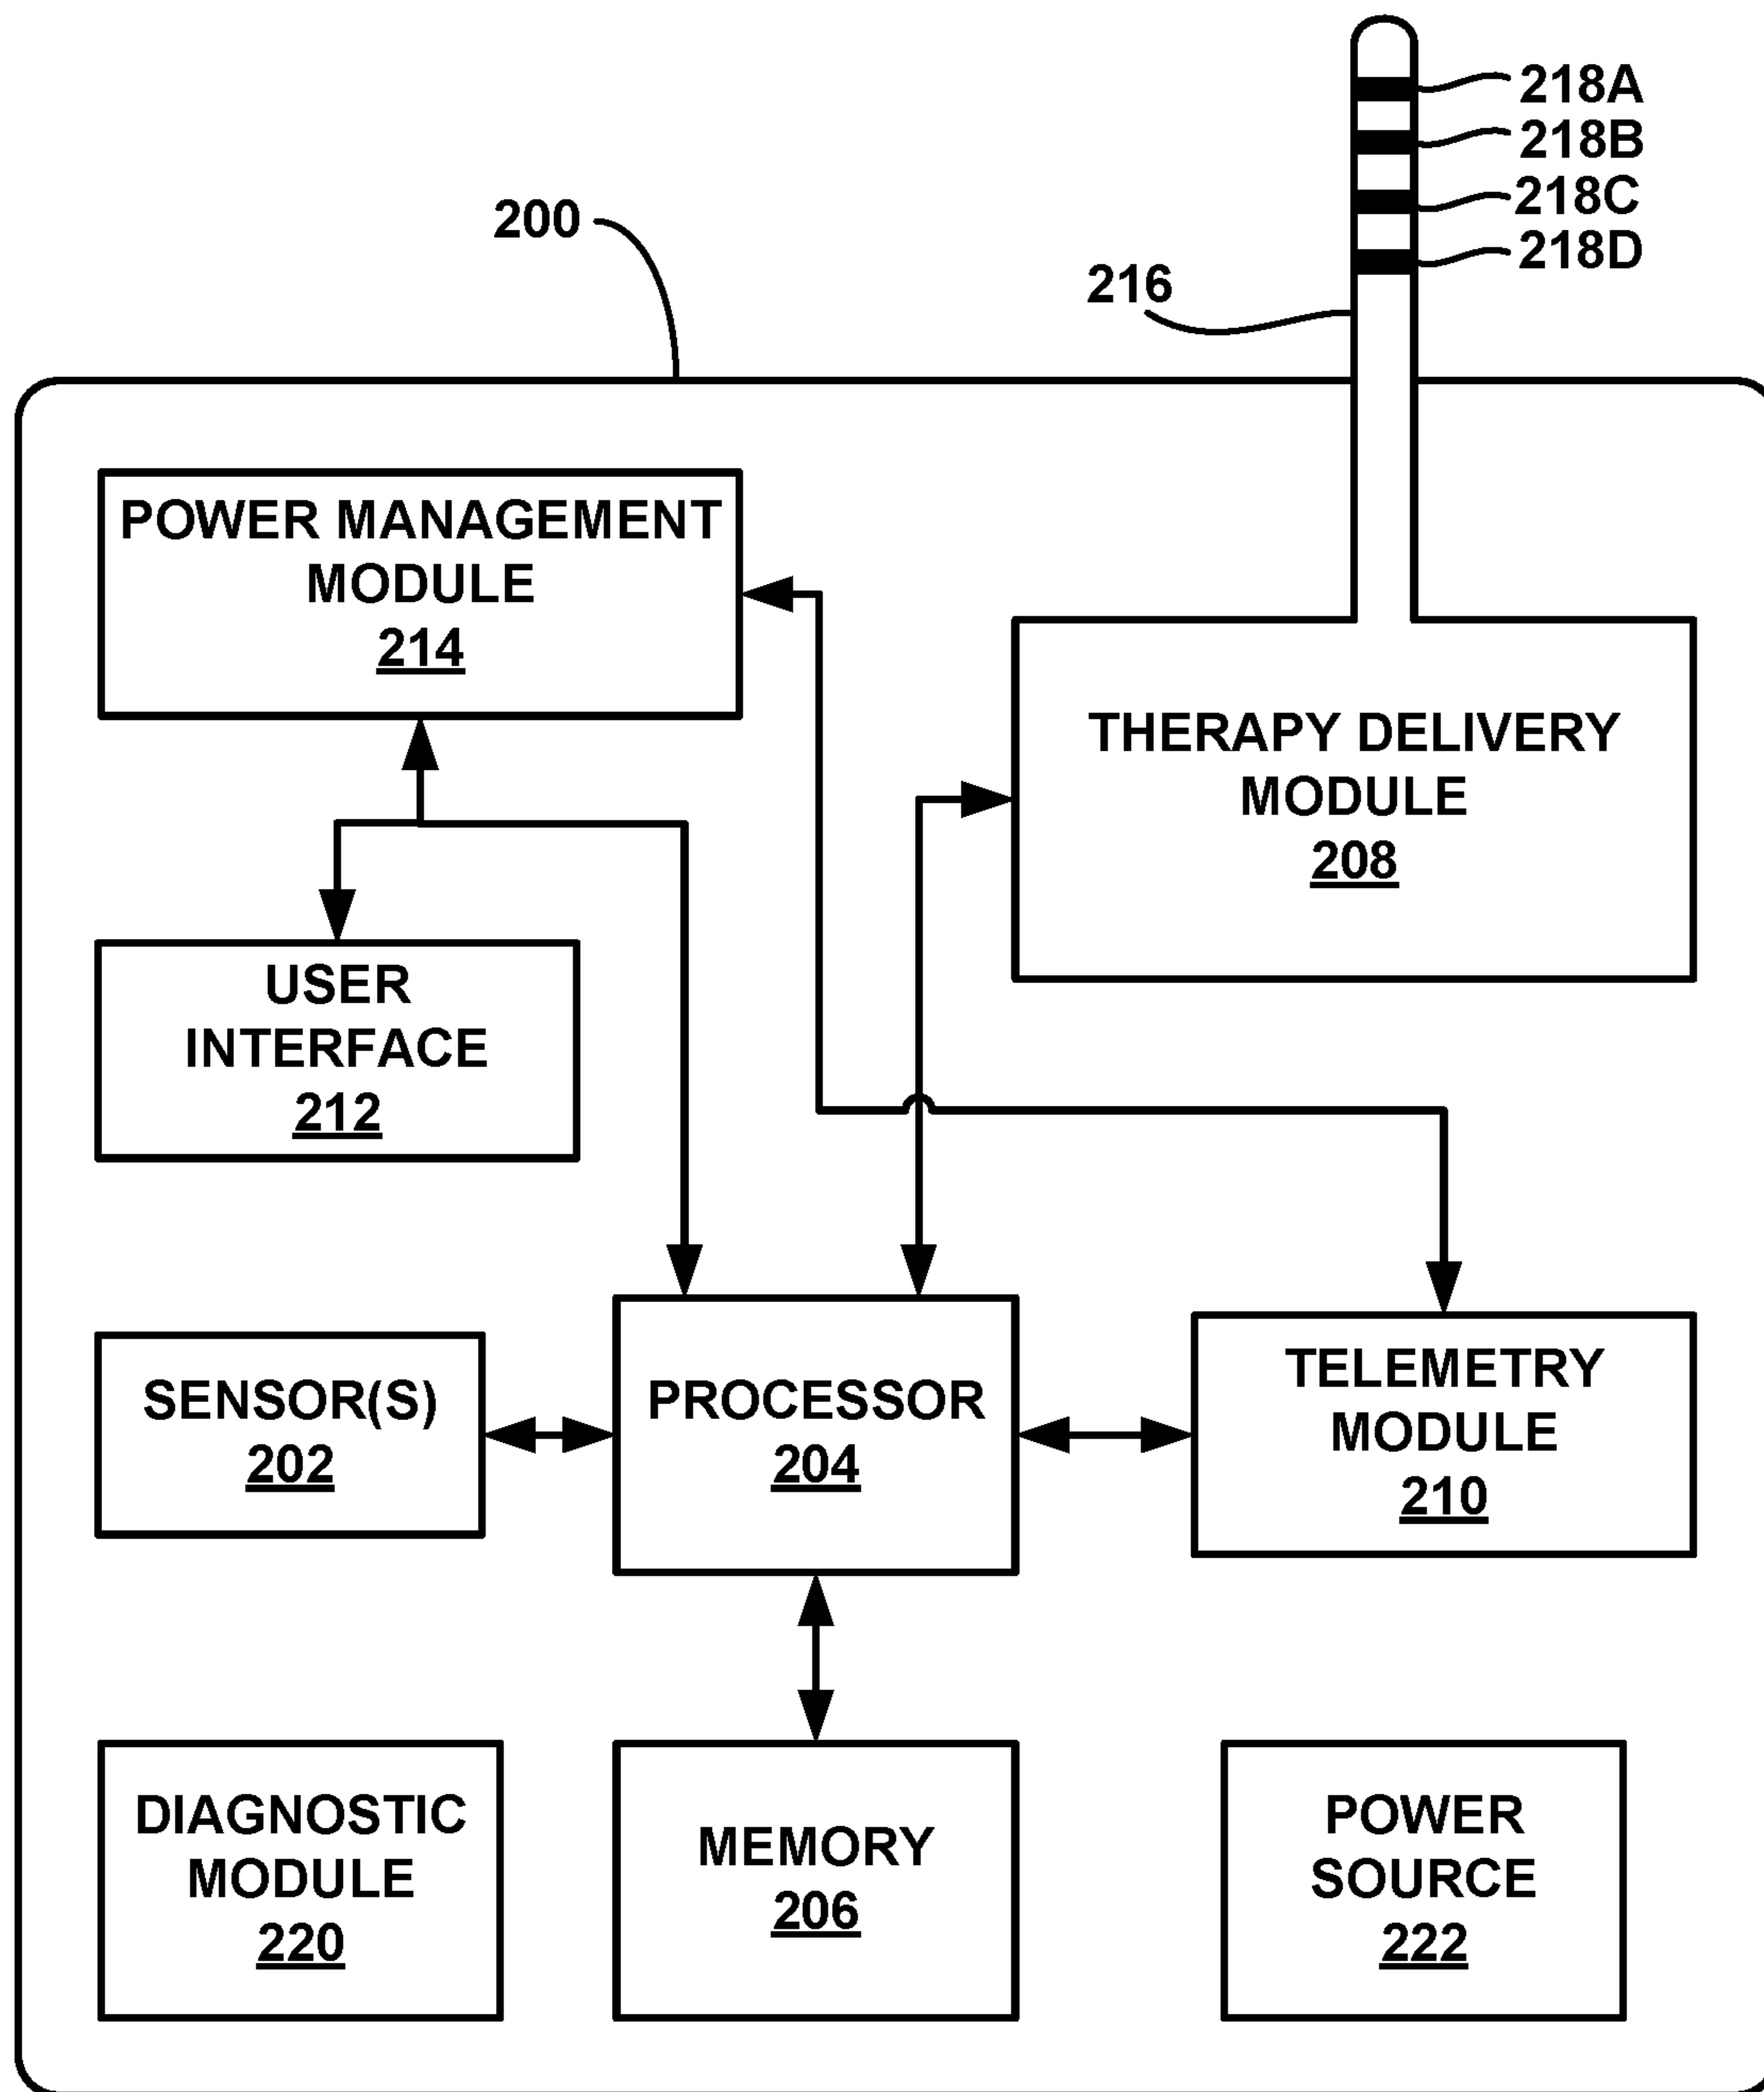 218A
218B
218C
218D
200
216
POWER MANAGEMENT
MODULE
214
THERAPY DELIVERY
MODULE
208
USER
INTERFACE
212
SENSOR(S)
202
PROCESSOR
204
TELEMETRY
MODULE
210
DIAGNOSTIC
MODULE
220
MEMORY
206
POWER
SOURCE
222